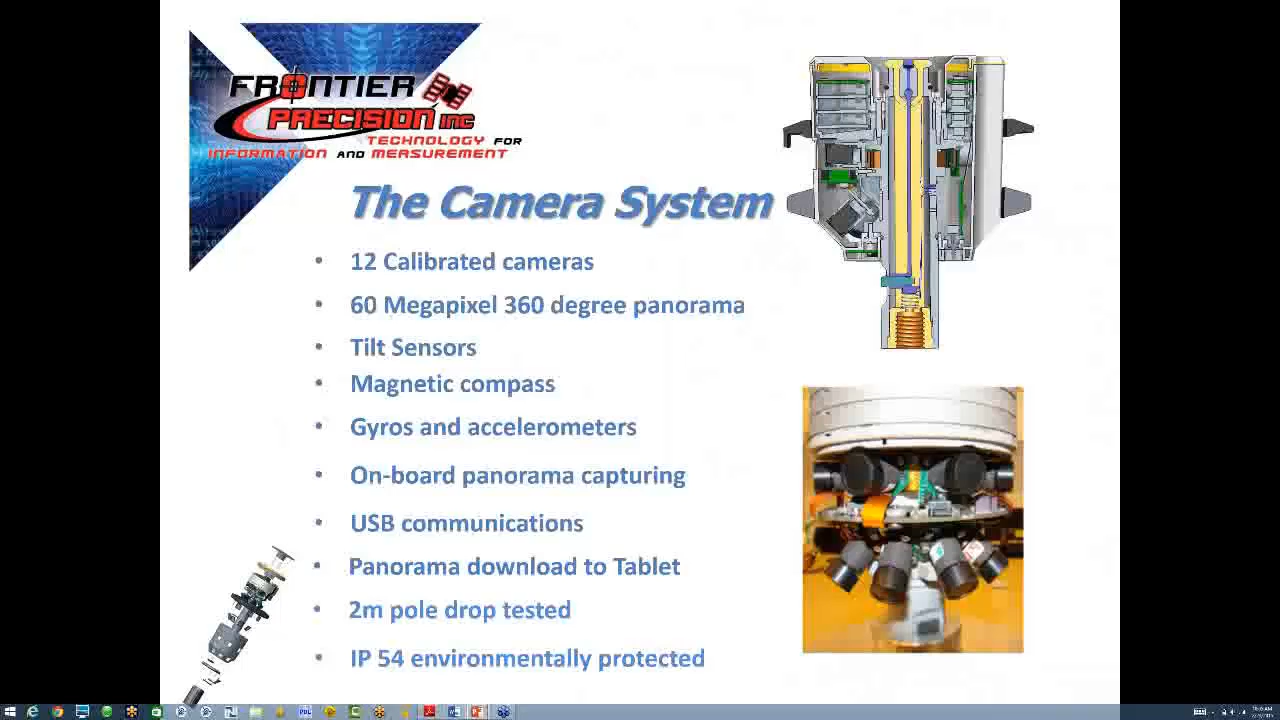 FRONTIER
PRECISION INC
TECHNOLOGY FOR
INFORMATION AND MEASUREMENT
The Camera System
• 12 Calibrated cameras
• 60 Megapixel 360 degree panorama
• Tilt Sensors
• Magnetic compass
• Gyros and accelerometers
• On-board panorama capturing
• USB communications
• Panorama download to Tablet
• 2m pole drop tested
• IP 54 environmentally protected